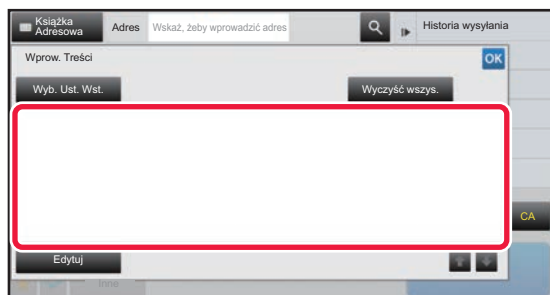 Książka
Adresowa
Adres
Wskaż, żeby wprowadzić adres
Historia wysyłania
Wprow. Treści
OK
Wyb. Ust. Wst.
Wyczyść wszys.
CA
Edytuj
Inne